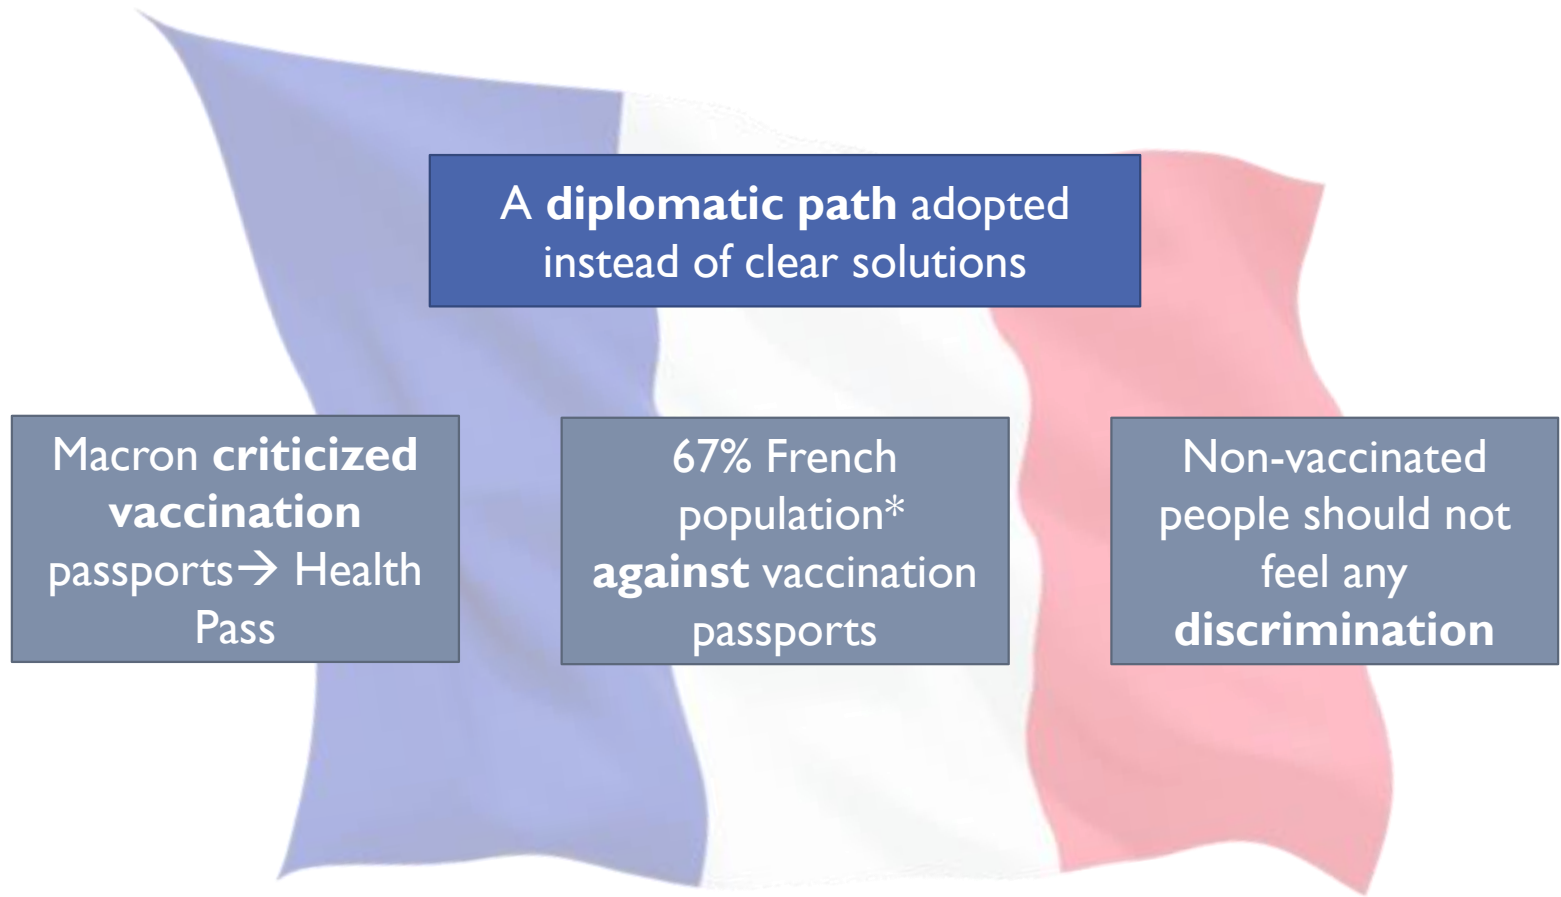 A diplomatic path adopted
instead of clear solutions
Macron criticized
vaccination
passports→ Health
Pass
67% French
population*
against vaccination
passports
Non-vaccinated
people should not
feel any
discrimination